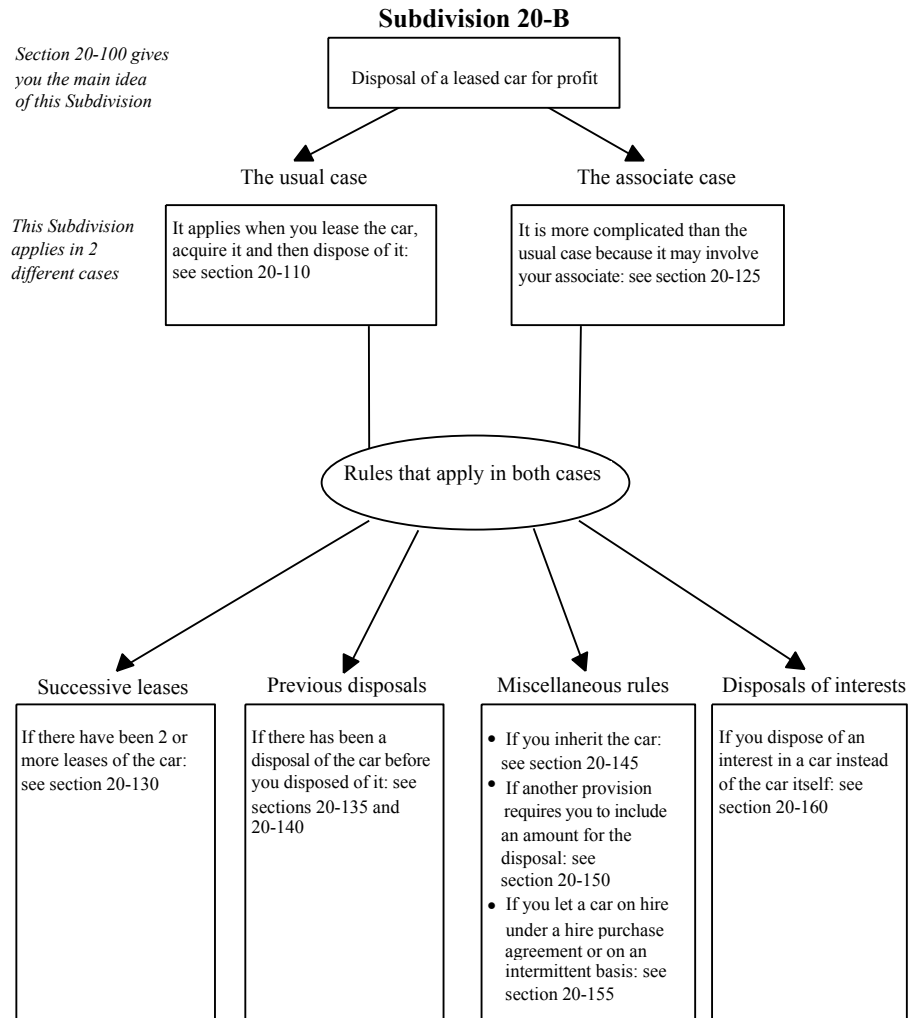 Subdivision 20-B
Section 20-100 gives
you the main idea
of this Subdivision
Disposal of a leased car for profit
The usual case
The associate case
This Subdivision
applies in 2
different cases
It applies when you lease the car,
acquire it and then dispose of it:
see section 20-110
It is more complicated than the
usual case because it may involve
your associate: see section 20-125
Rules that apply in both cases
Successive leases
If there have been 2 or
more leases of the car:
see section 20-130
Previous disposals
If there has been a
disposal of the car before
you disposed of it: see
sections 20-135 and
20-140
Miscellaneous rules
• If you inherit the car:
see section 20-145
• If another provision
requires you to include
an amount for the
disposal: see
section 20-150
• If you let a car on hire
under a hire purchase
agreement or on an
intermittent basis: see
section 20-155
Disposals of interests
If you dispose of an
interest in a car instead
of the car itself: see
section 20-160